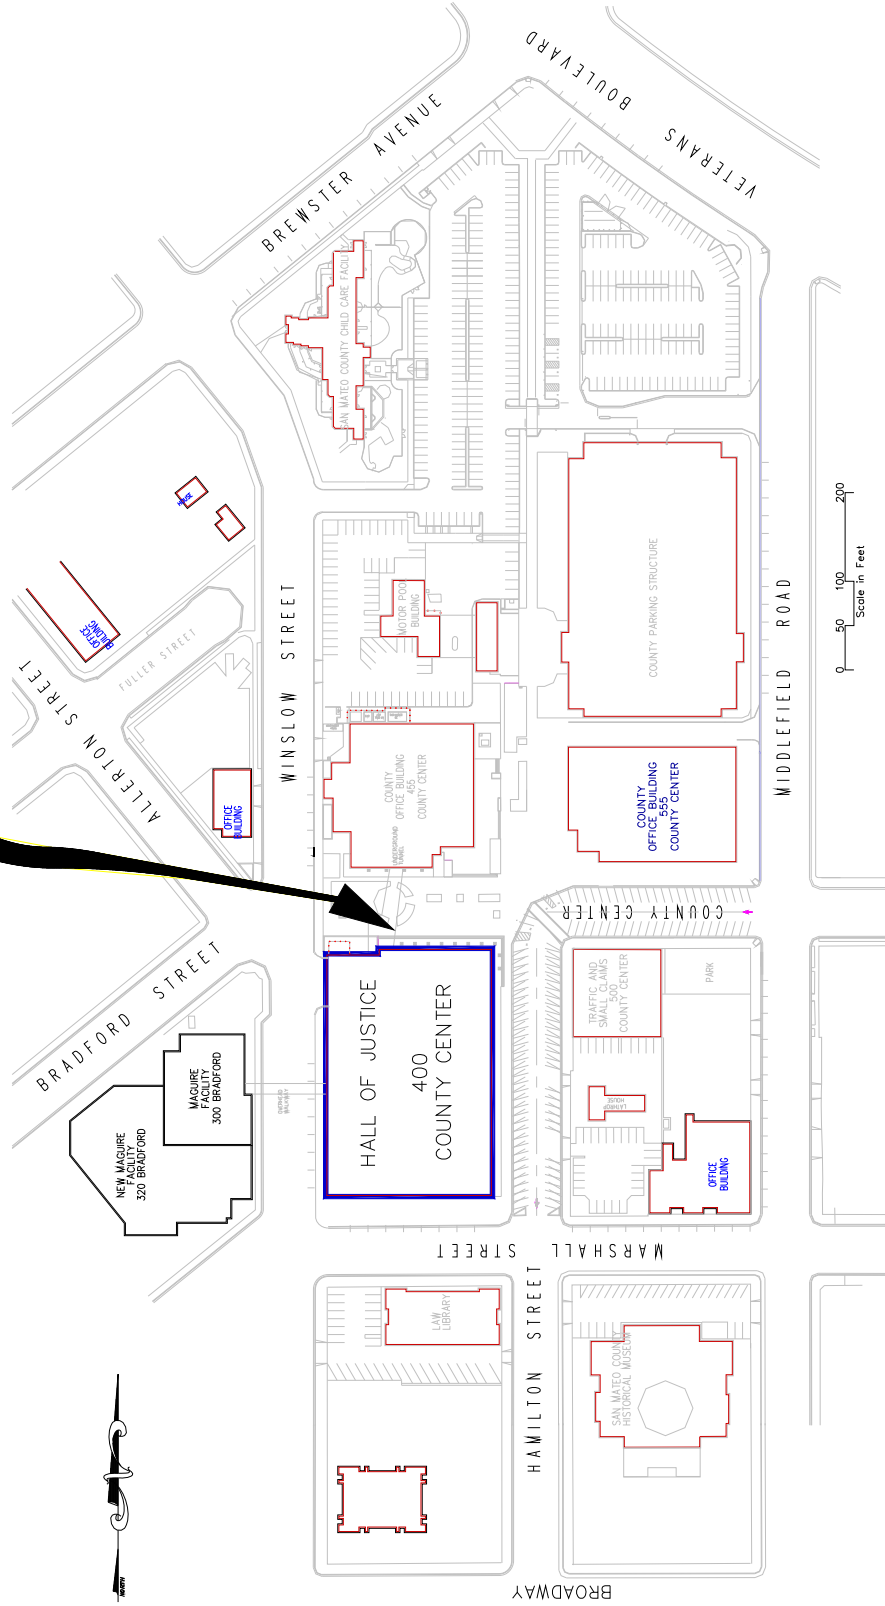 VETERANS BOULEVARD
BREWSTER AVENUE
SAN MATEO COUNTY CHILD CARE FACILITY
HOUSE
200
100
50
0
Scale in Feet
OFFICE
BUILDING
FULLER STREET
ALLERTON STREET
WINSLOW STREET
MOTOR POOL
BUILDING
COUNTY PARKING STRUCTURE
MIDDLEFIELD ROAD
OFFICE
BUILDING
COUNTY
OFFICE BUILDING
455
COUNTY CENTER
COUNTY
OFFICE BUILDING
555
COUNTY CENTER
UNDERGROUND
TUNNEL
COUNTY CENTER
BRADFORD STREET
HALL OF JUSTICE
400
COUNTY CENTER
TRAFFIC AND
SMALL CLAIMS
500
COUNTY CENTER
PARK
MAGUIRE
FACILITY
300 BRADFORD
NEW MAGUIRE
FACILITY
320 BRADFORD
OVERHEAD
WALKWAY
LATHROP
HOUSE
OFFICE
BUILDING
MARSHALL STREET
HAMILTON STREET
LAW
LIBRARY
SAN MATEO COUNTY
HISTORICAL MUSEUM
NORTH
BROADWAY